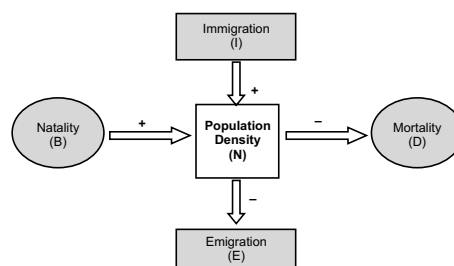 Immigration
(I)
+
Natality
(B)
+
Population
Density
(N)
–
Mortality
(D)
–
Emigration
(E)